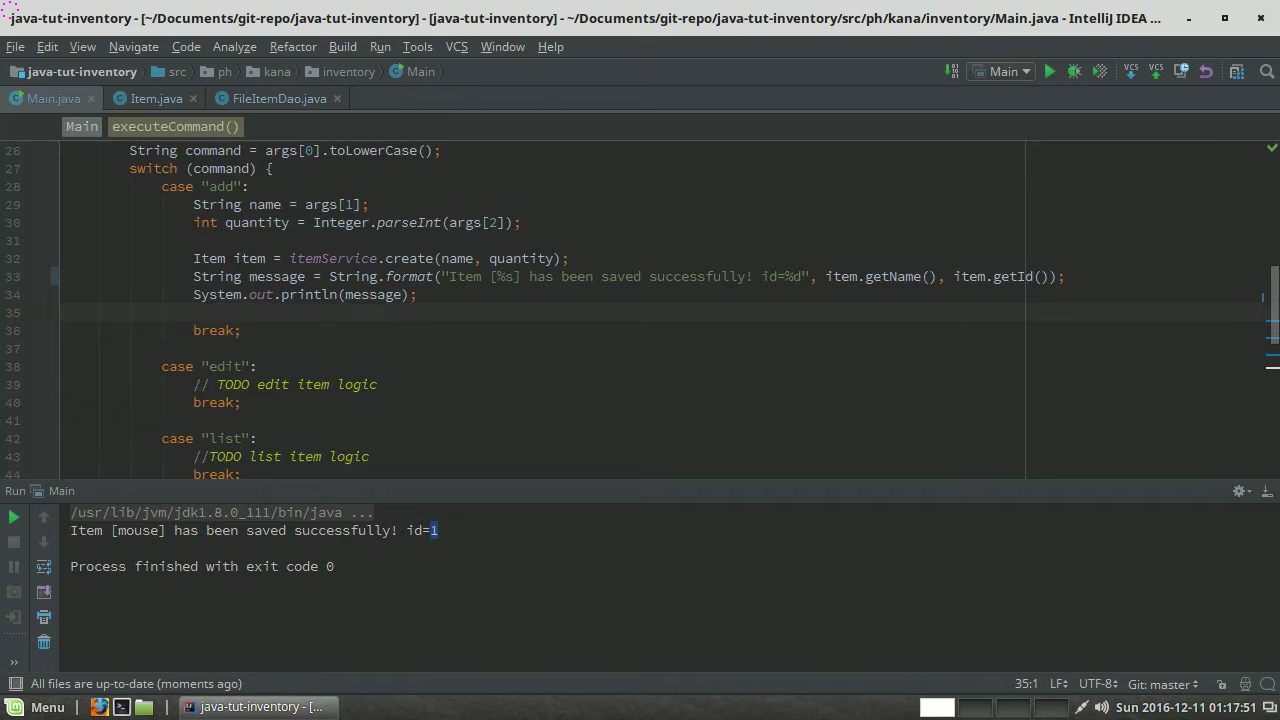 java-tut-inventory - [~/Documents/git-repo/java-tut-inventory] - [java-tut-inventory] - ~/Documents/git-repo/java-tut-inventory/src/ph/kana/inventory/Main.java - IntelliJ IDEA ...
File Edit View Navigate Code Analyze Refactor Build Run Tools VCS Window Help
java-tut-inventory src ph kana inventory Main Main VCS VCS
Main.java Item.java FileItemDao.java
Main executeCommand()
26 String command = args[0].toLowerCase();
27 switch (command) {
28 case "add":
29 String name = args[1];
30 int quantity = Integer.parseInt(args[2]);
31
32 Item item = itemService.create(name, quantity);
33 String message = String.format("Item [%s] has been saved successfully! id=%d", item.getName(), item.getId());
34 System.out.println(message);
35
36 break;
37
38 case "edit":
39 // TODO edit item logic
40 break;
41
42 case "list":
43 //TODO list item logic
44 break;
Run Main
/usr/lib/jvm/jdk1.8.0_111/bin/java ...
Item [mouse] has been saved successfully! id=1
Process finished with exit code 0
All files are up-to-date (moments ago) 35:1 LF UTF-8 Git: master
Menu java-tut-inventory - [... Sun 2016-12-11 01:17:51